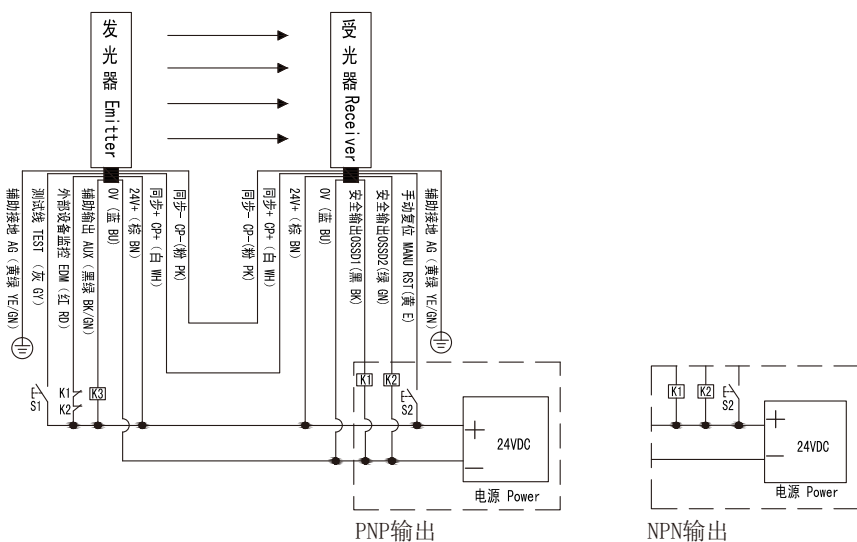 发光器 Emitter
受光器 Receiver
辅助接地 AG（黄绿 YE/GN）
测试线 TEST （灰 GY）
外部设备监控 EDM（红 RD）
辅助输出 AUX（黑绿 BK/GN）
0V（蓝 BU）
24V+（棕 BN）
同步+ CP+（白 WH）
同步- CP-(粉 PK)
同步- CP-(粉 PK)
同步+ CP+（白 WH）
24V+（棕 BN）
0V（蓝 BU）
安全输出OSSD1(黑 BK)
安全输出OSSD2(绿 GN)
手动复位 MANU RST(黄 E)
辅助接地 AG（黄绿 YE/GN）
S1
K1
K2
K3
K1
K2
S2
+
24VDC
−
电源 Power
PNP输出
K1
K2
S2
+
24VDC
−
电源 Power
NPN输出